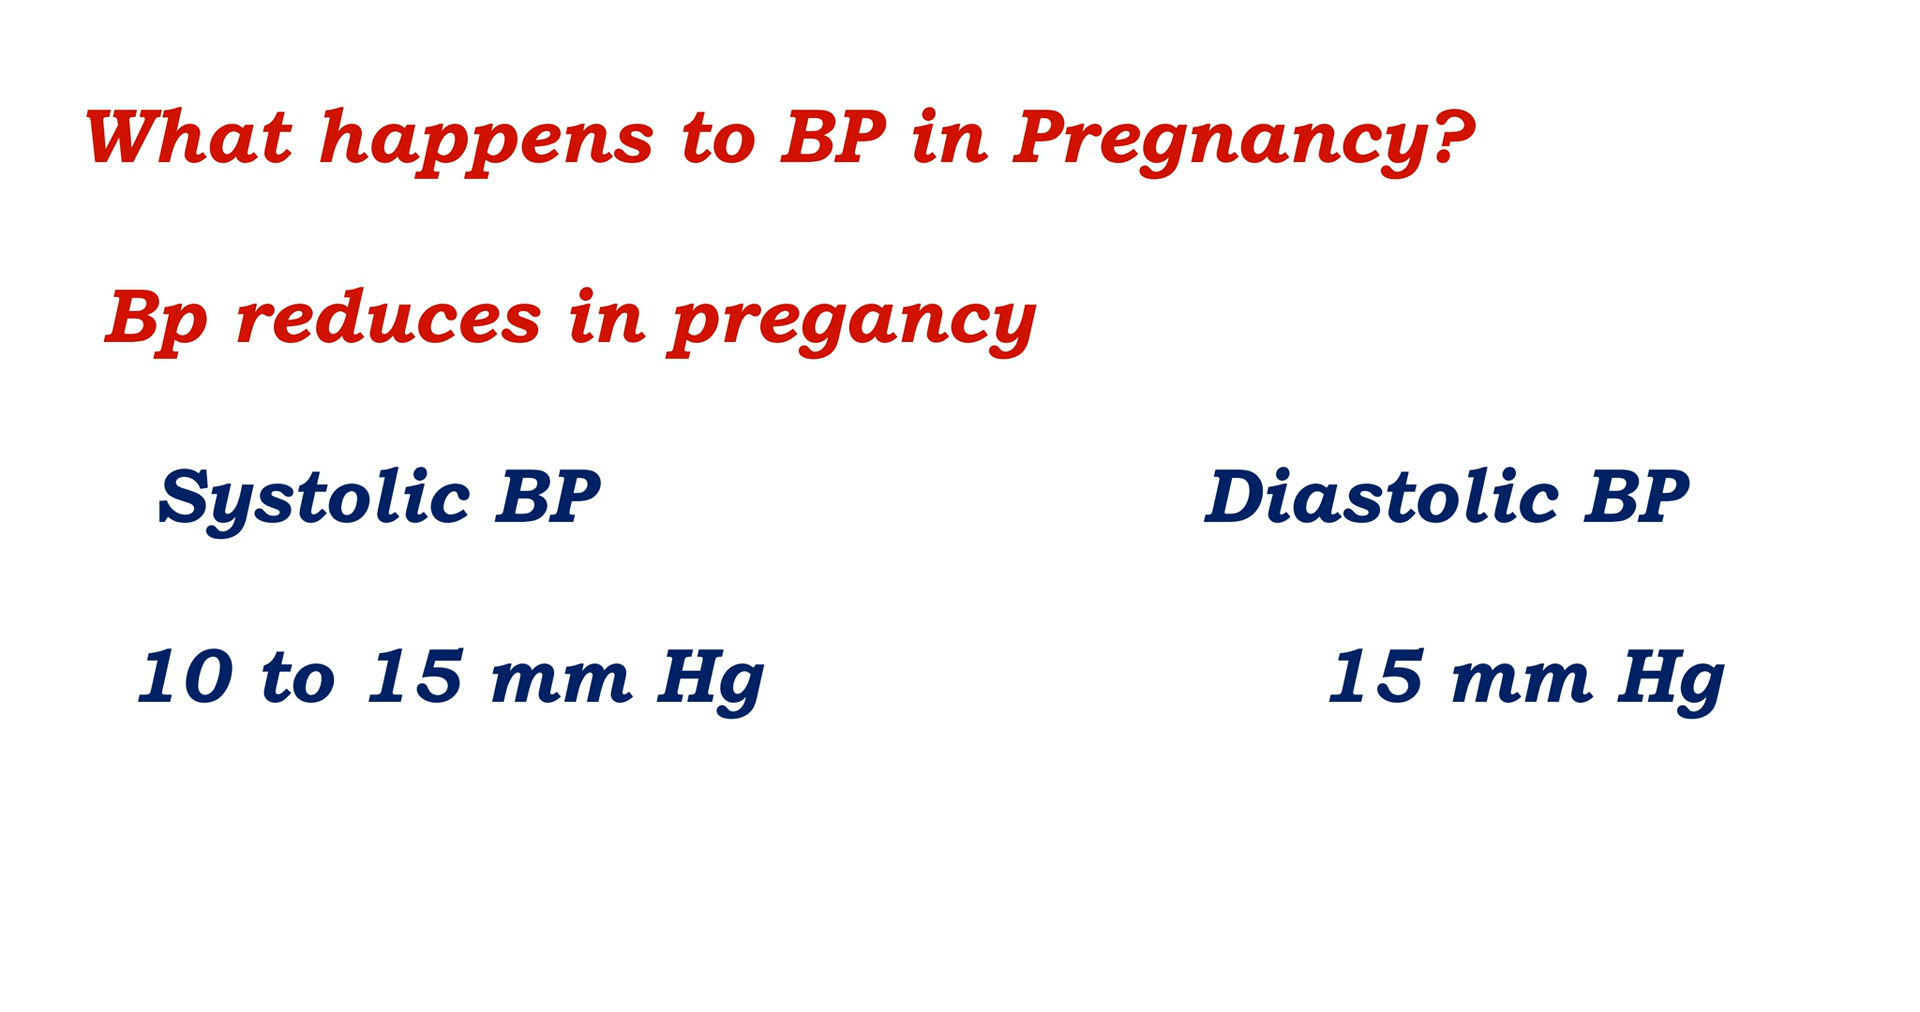 What happens to BP in Pregnancy?
Bp reduces in pregancy
Systolic BP Diastolic BP
10 to 15 mm Hg 15 mm Hg